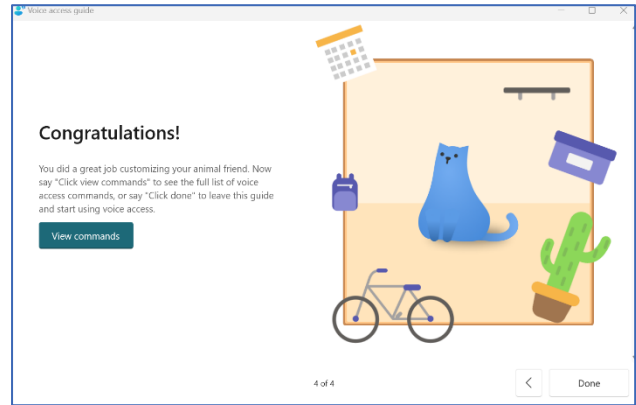 Voice access guide
Congratulations!
You did a great job customizing your animal friend. Now
say "Click view commands" to see the full list of voice
access commands, or say "Click done" to leave this guide
and start using voice access.
View commands
4 of 4
Done